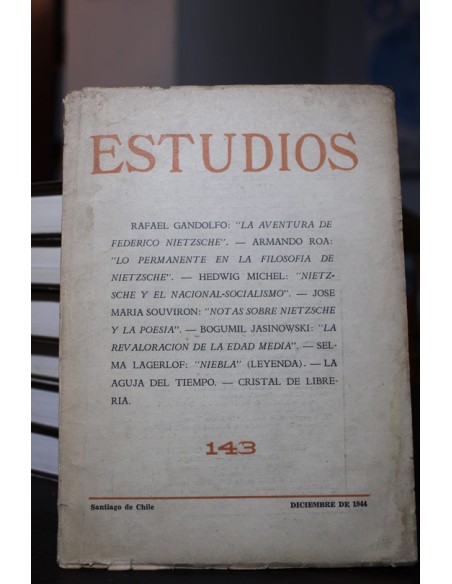 ESTUDIOS
RAFAEL GANDOLFO: "LA AVENTURA DE
FEDERICO NIETZSCHE". — ARMANDO ROA:
"LO PERMANENTE EN LA FILOSOFIA DE
NIETZSCHE". — HEDWIG MICHEL: "NIETZ-
SCHE Y EL NACIONAL-SOCIALISMO". — JOSE
MARIA SOUVIRON: "NOTAS SOBRE NIETZSCHE
Y LA POESIA". — BOGUMIL JASINOWSKI: "LA
REVALORACION DE LA EDAD MEDIA". — SEL-
MA LAGERLOF: "NIEBLA" (LEYENDA). — LA
AGUJA DEL TIEMPO. — CRISTAL DE LIBRE-
RIA.
143
Santiago de Chile DICIEMBRE DE 1944